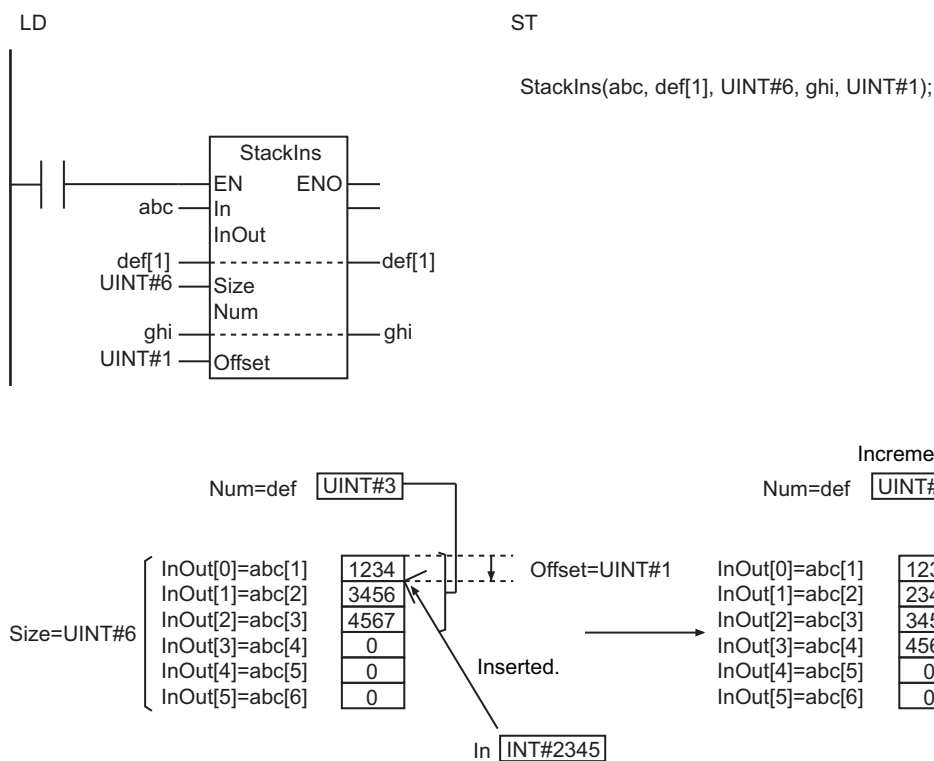 LD
ST
StackIns(abc, def[1], UINT#6, ghi, UINT#1);
StackIns
EN ENO
abc In
InOut
def[1] def[1]
UINT#6 Size
Num
ghi ghi
UINT#1 Offset
Num=def UINT#3
InOut[0]=abc[1] 1234
InOut[1]=abc[2] 3456
InOut[2]=abc[3] 4567
InOut[3]=abc[4] 0
InOut[4]=abc[5] 0
InOut[5]=abc[6] 0
Size=UINT#6
Offset=UINT#1
Inserted.
In INT#2345
Num=def
InOut[0]=abc[1]
InOut[1]=abc[2]
InOut[2]=abc[3]
InOut[3]=abc[4]
InOut[4]=abc[5] 0
InOut[5]=abc[6] 0